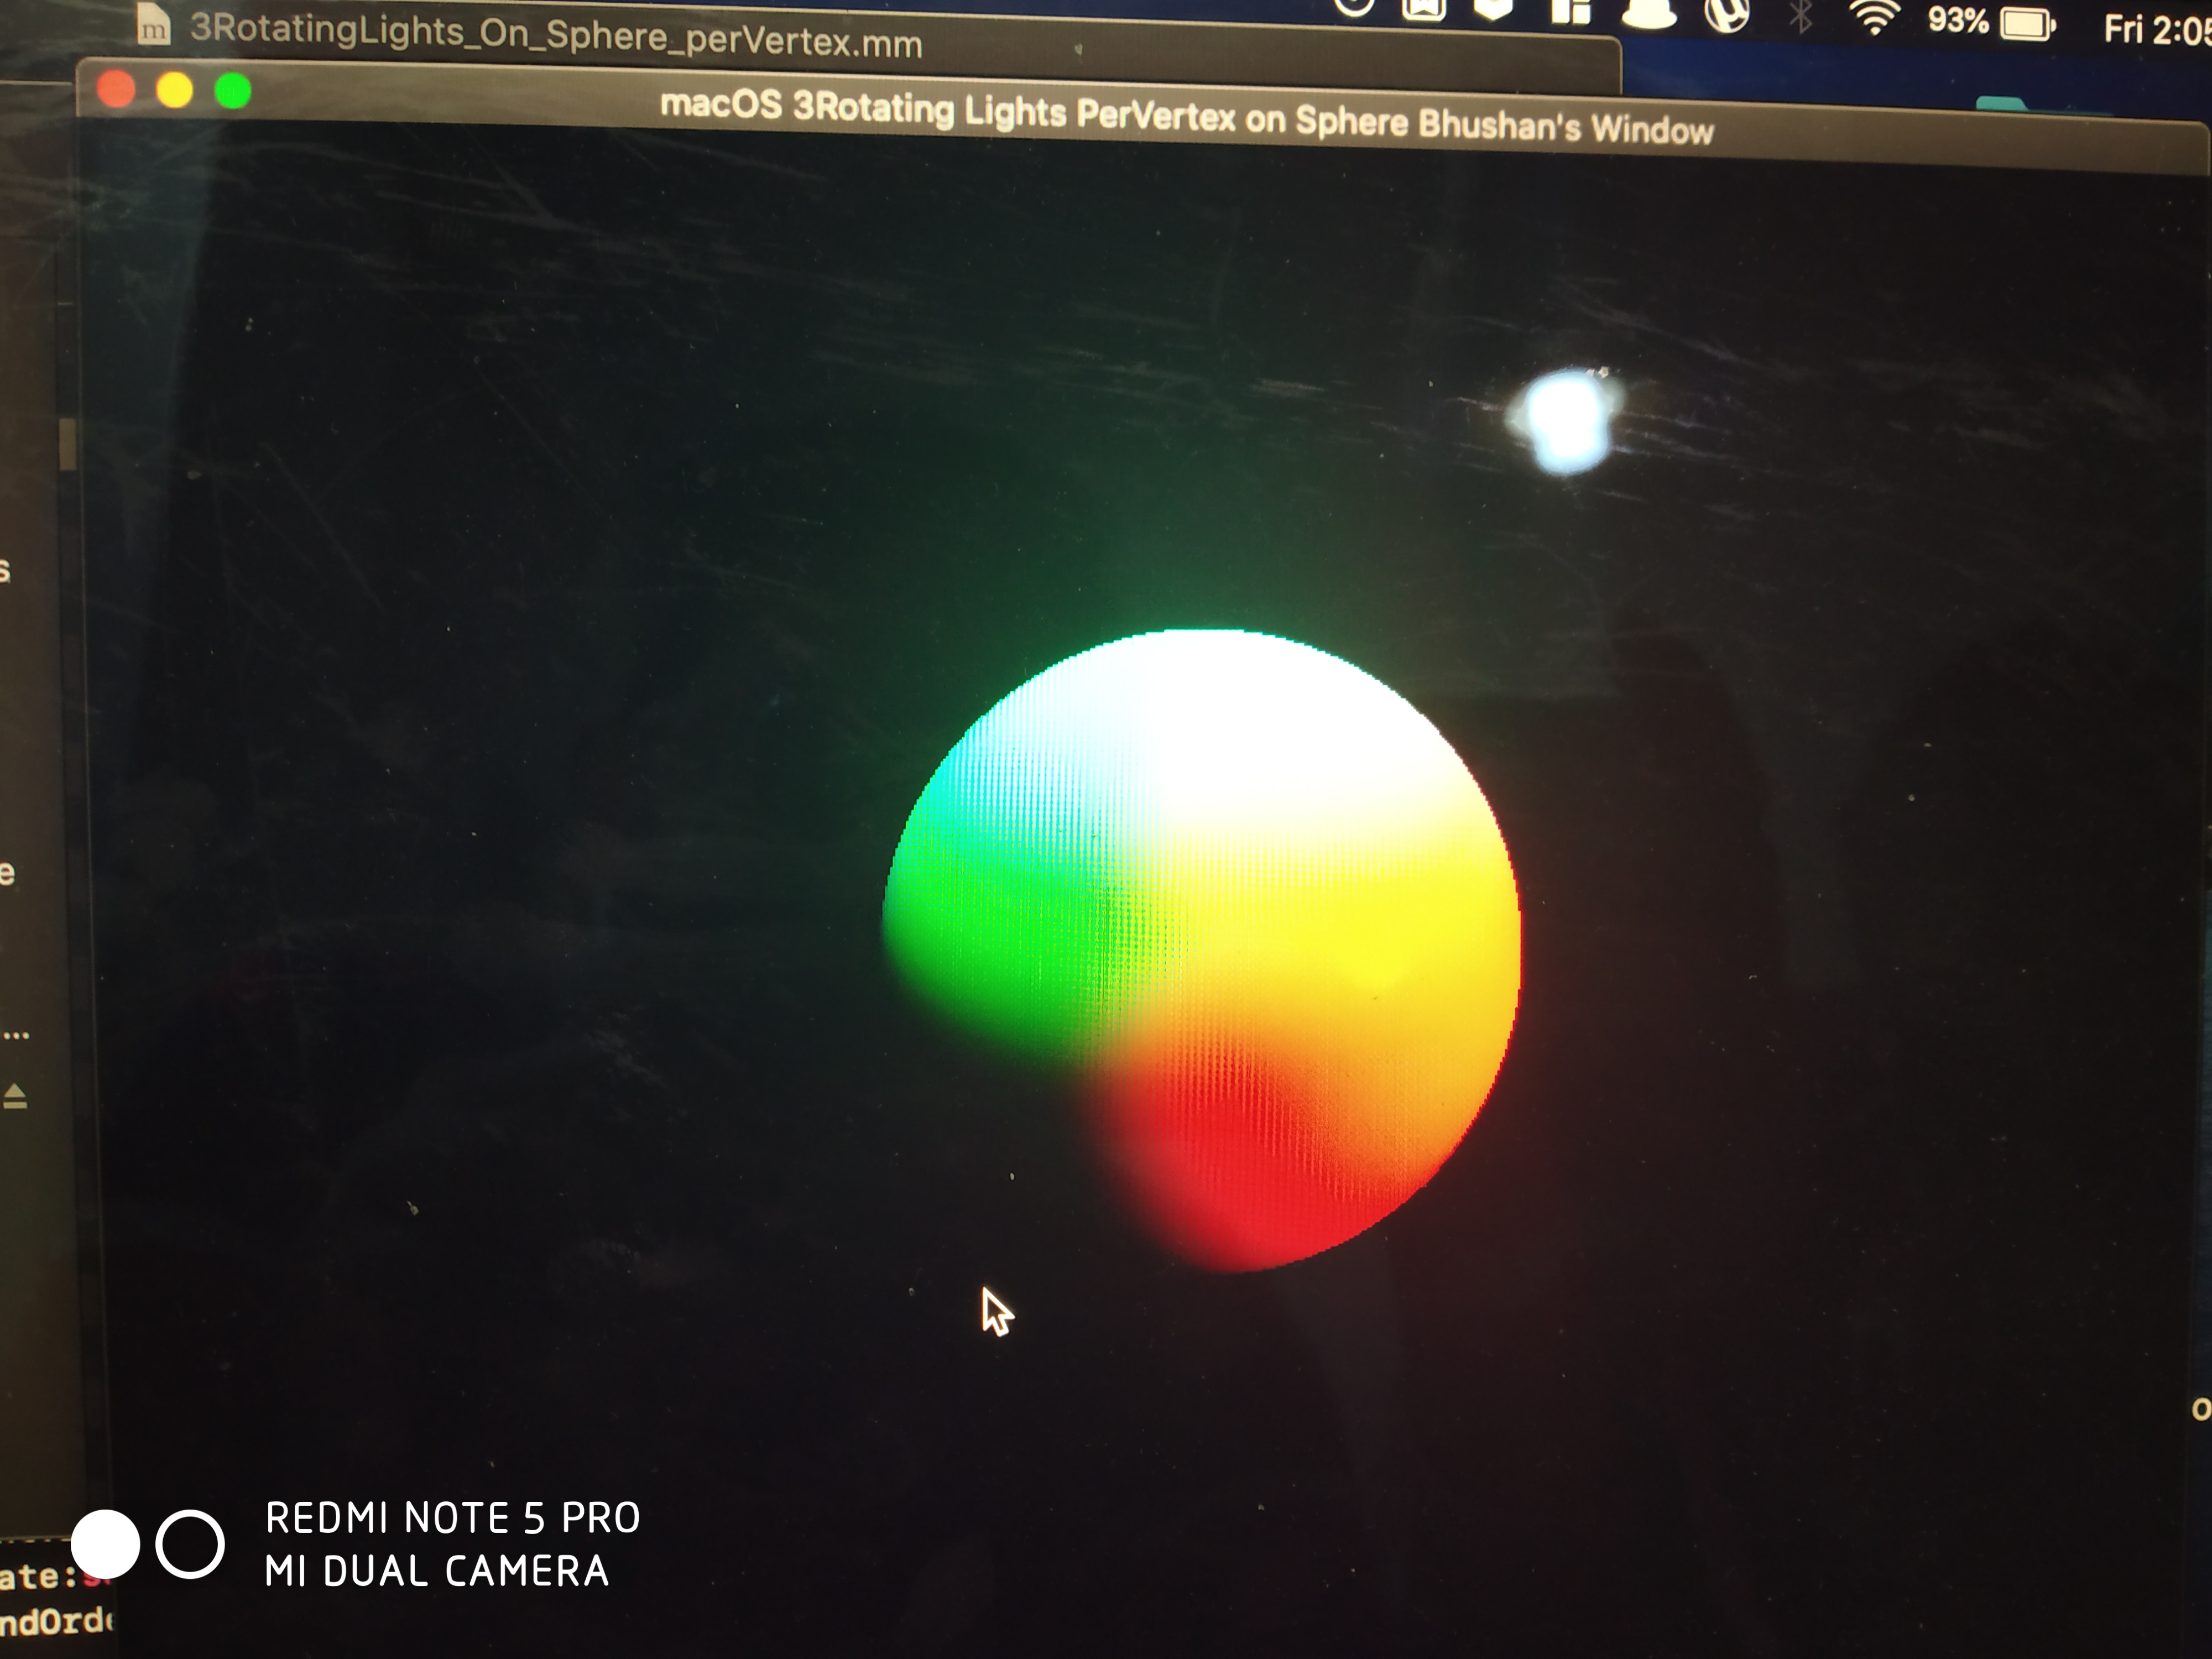 93% Fri 2:05
3RotatingLights_On_Sphere_perVertex.mm
macOS 3Rotating Lights PerVertex on Sphere Bhushan's Window
s
e
...
o
REDMI NOTE 5 PRO
MI DUAL CAMERA
ate:
ndOrde